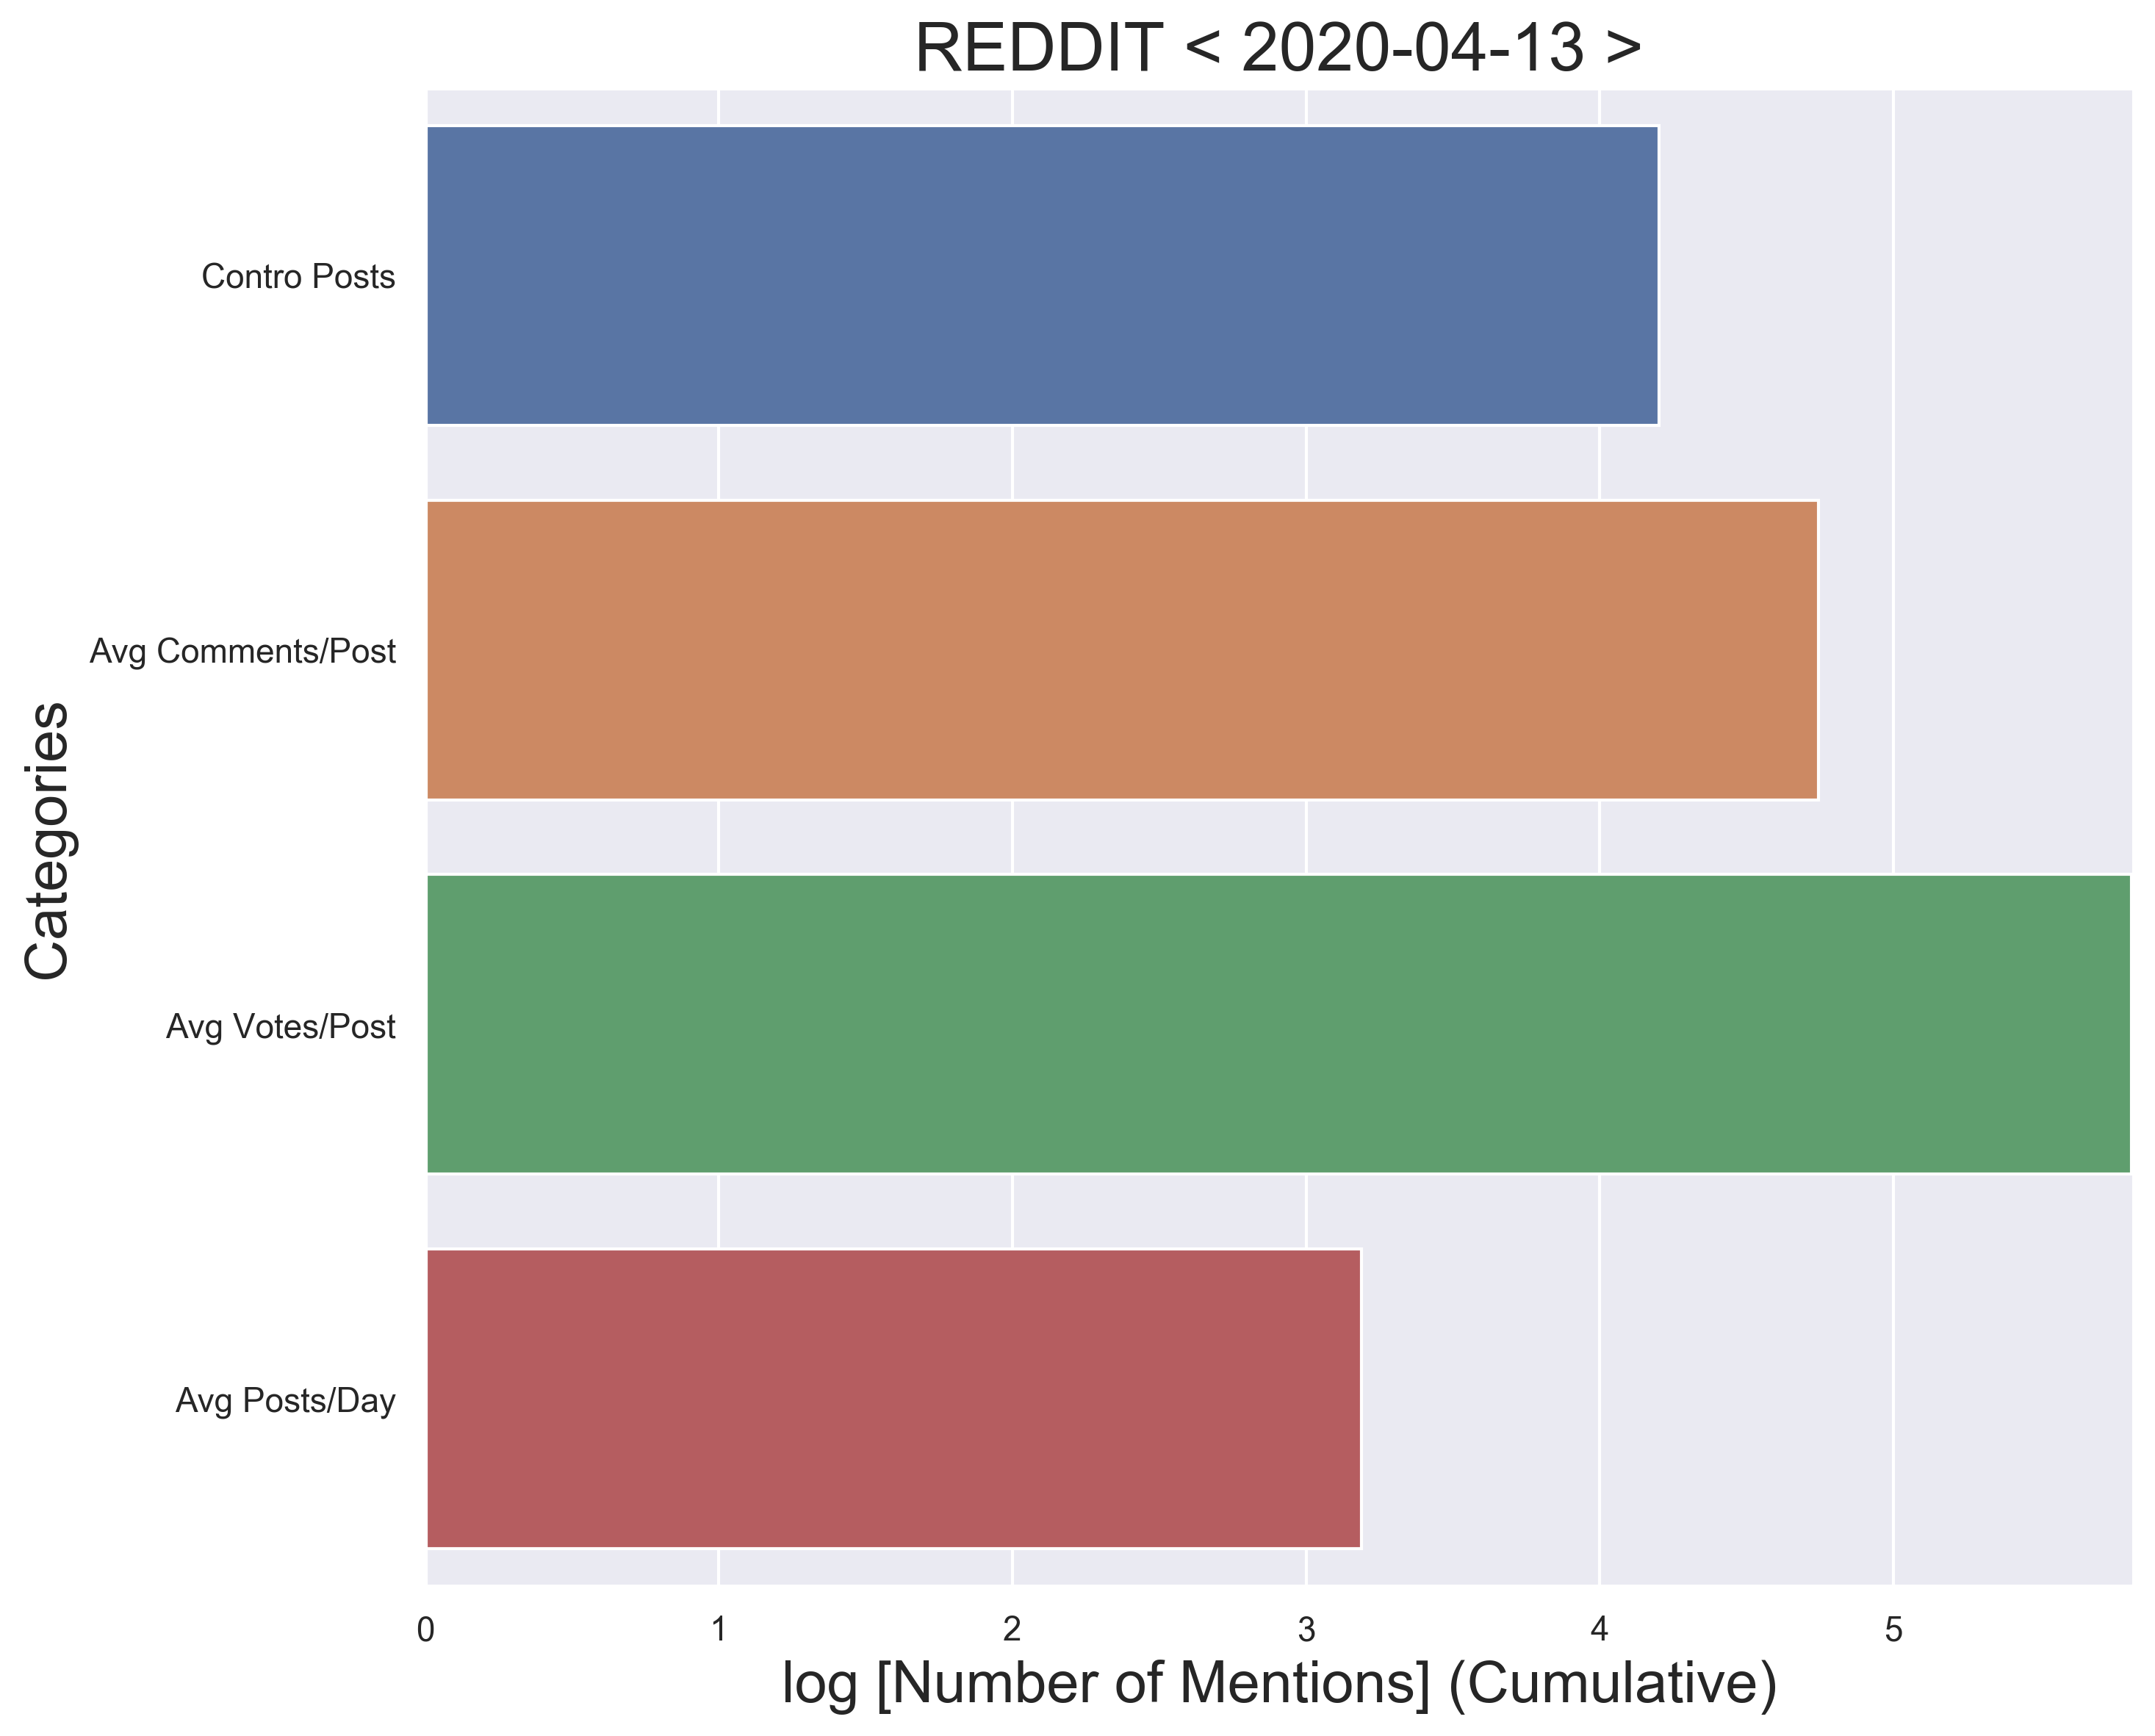 REDDIT < 2020-04-13 >
Contro Posts
Avg Comments/Post
Avg Votes/Post
Avg Posts/Day
Categories
0 1 2 3 4 5
log [Number of Mentions] (Cumulative)